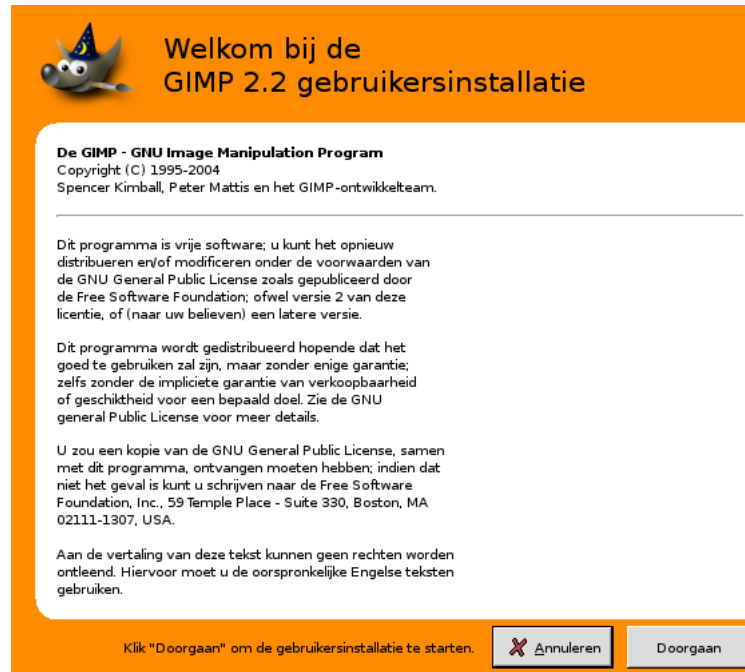 Welkom bij de
GIMP 2.2 gebruikersinstallatie
De GIMP - GNU Image Manipulation Program
Copyright (C) 1995-2004
Spencer Kimball, Peter Mattis en het GIMP-ontwikkelteam.
Dit programma is vrije software; u kunt het opnieuw
distribueren en/of modificeren onder de voorwaarden van
de GNU General Public License zoals gepubliceerd door
de Free Software Foundation; ofwel versie 2 van deze
licentie, of (naar uw believen) een latere versie.
Dit programma wordt gedistribueerd hopende dat het
goed te gebruiken zal zijn, maar zonder enige garantie;
zelfs zonder de impliciete garantie van verkoopbaarheid
of geschiktheid voor een bepaald doel. Zie de GNU
general Public License voor meer details.
U zou een kopie van de GNU General Public License, samen
met dit programma, ontvangen moeten hebben; indien dat
niet het geval is kunt u schrijven naar de Free Software
Foundation, Inc., 59 Temple Place - Suite 330, Boston, MA
02111-1307, USA.
Aan de vertaling van deze tekst kunnen geen rechten worden
ontleend. Hiervoor moet u de oorspronkelijke Engelse teksten
gebruiken.
Klik "Doorgaan" om de gebruikersinstallatie te starten.
Annuleren
Doorgaan